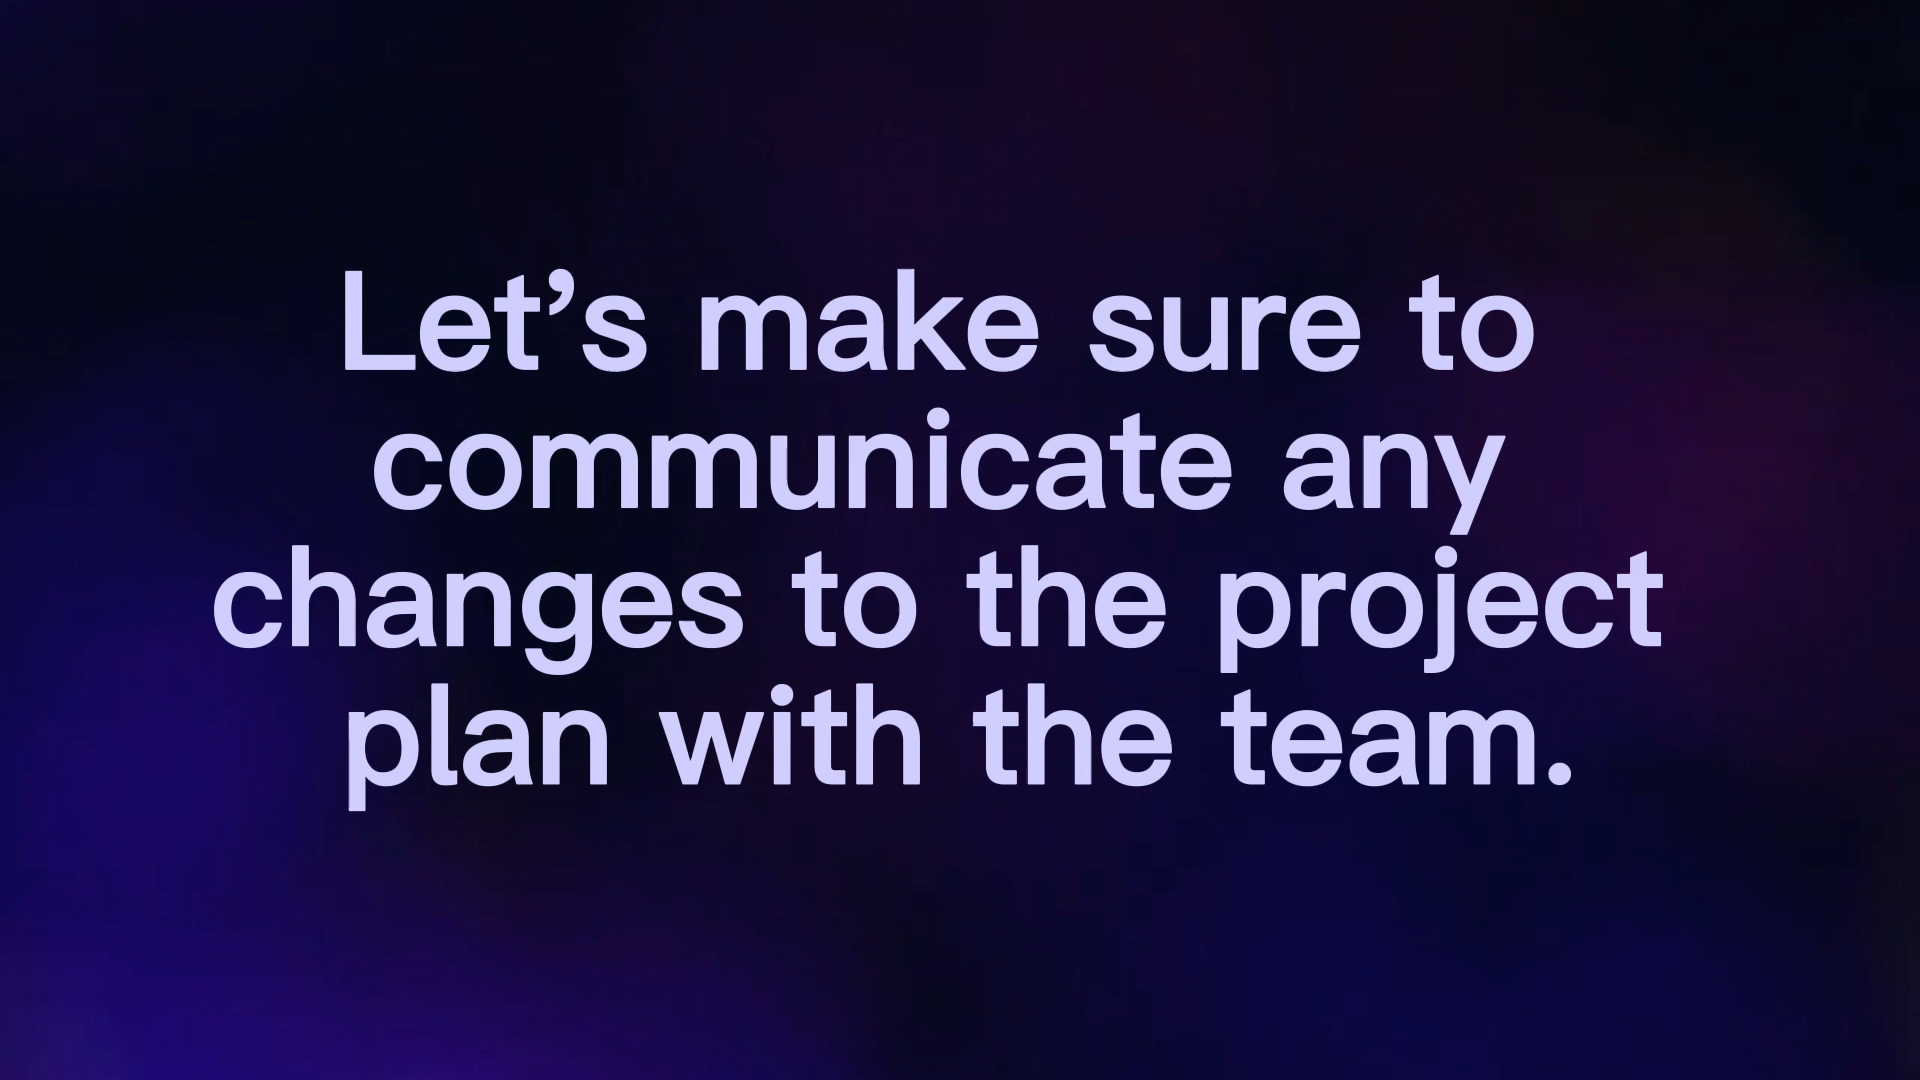 Let’s make sure to
communicate any
changes to the project
plan with the team.